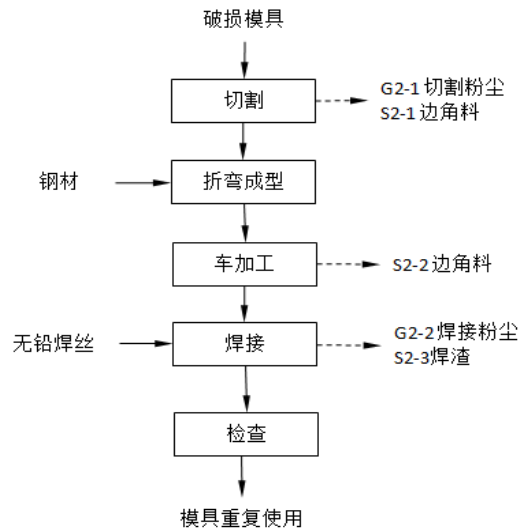 破损模具
切割
G2-1 切割粉尘
S2-1 边角料
钢材
折弯成型
车加工
S2-2 边角料
无铅焊丝
焊接
G2-2 焊接粉尘
S2-3 焊渣
检查
模具重复使用